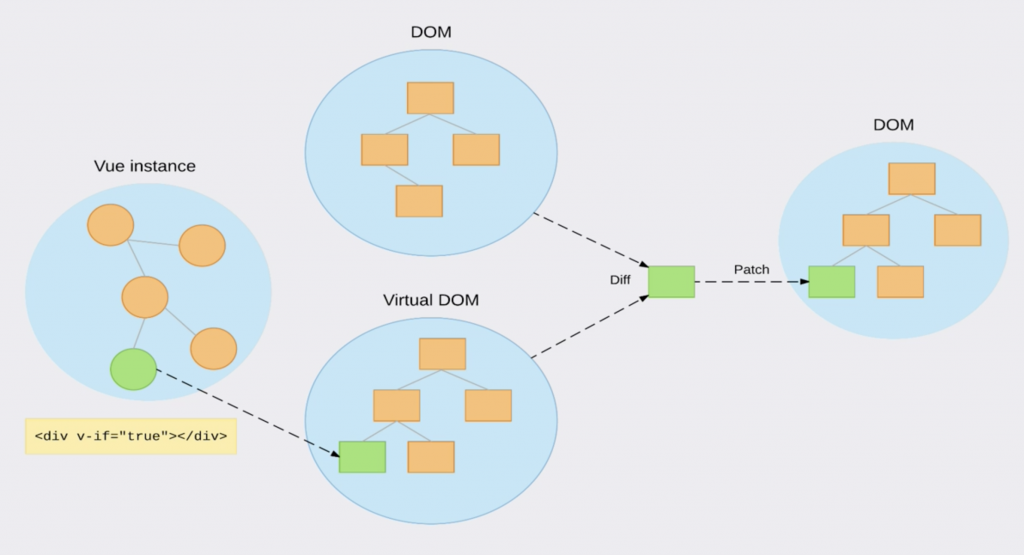 DOM
DOM
Vue instance
Diff
Patch
Virtual DOM
<div v-if="true"></div>